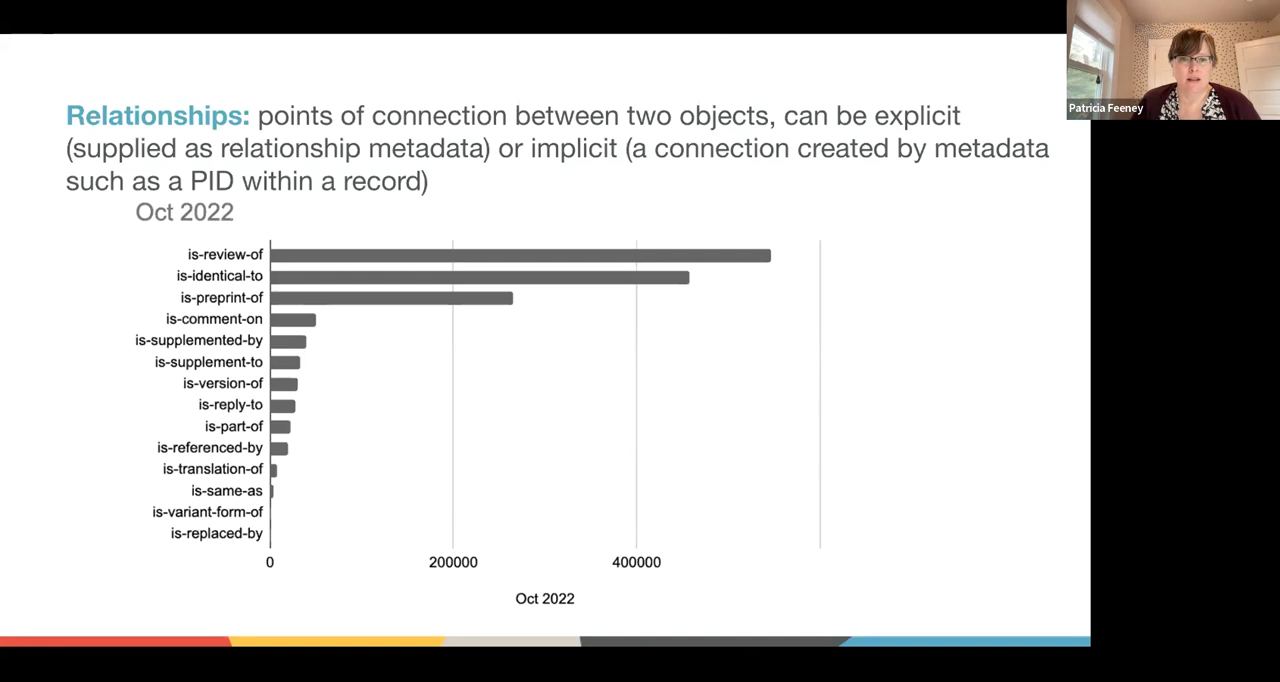 Patricia Feeney
Relationships: points of connection between two objects, can be explicit
(supplied as relationship metadata) or implicit (a connection created by metadata
such as a PID within a record)
Oct 2022
is-review-of
is-identical-to
is-preprint-of
is-comment-on
is-supplemented-by
is-supplement-to
is-version-of
is-reply-to
is-part-of
is-referenced-by
is-translation-of
is-same-as
is-variant-form-of
is-replaced-by
0 200000 400000
Oct 2022